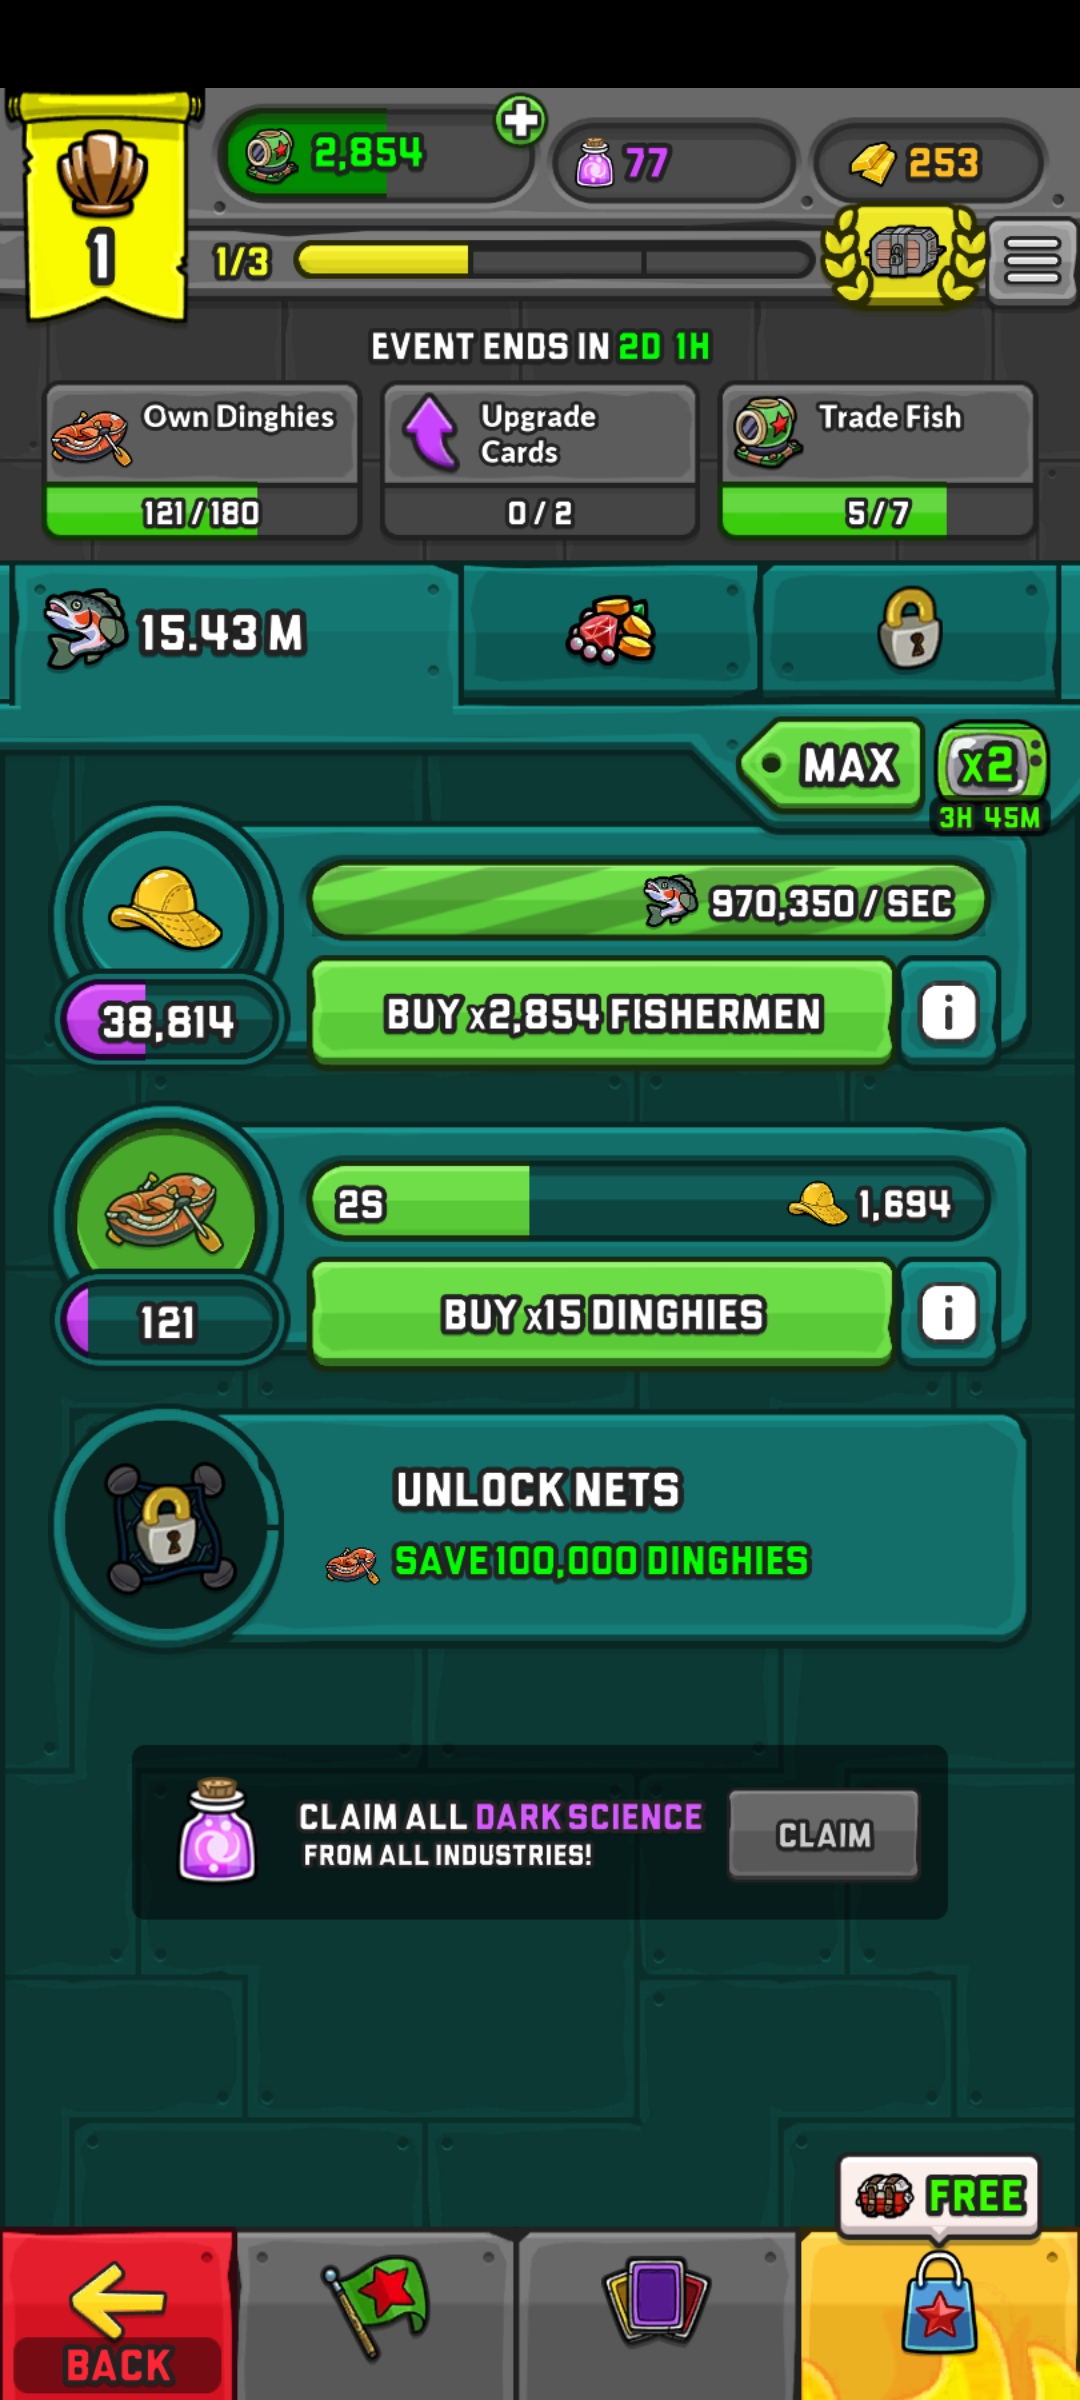 2,854
77
253
1
1/3
EVENT ENDS IN 2D 1H
Own Dinghies
121/180
Upgrade
Cards
0/2
Trade Fish
5/7
15.43 M
MAX
x2
3H 45M
970,350/SEC
38,814
BUY x2,854 FISHERMEN
i
2S
1,694
121
BUY x15 DINGHIES
i
UNLOCK NETS
SAVE 100,000 DINGHIES
CLAIM ALL DARK SCIENCE
FROM ALL INDUSTRIES!
CLAIM
FREE
BACK